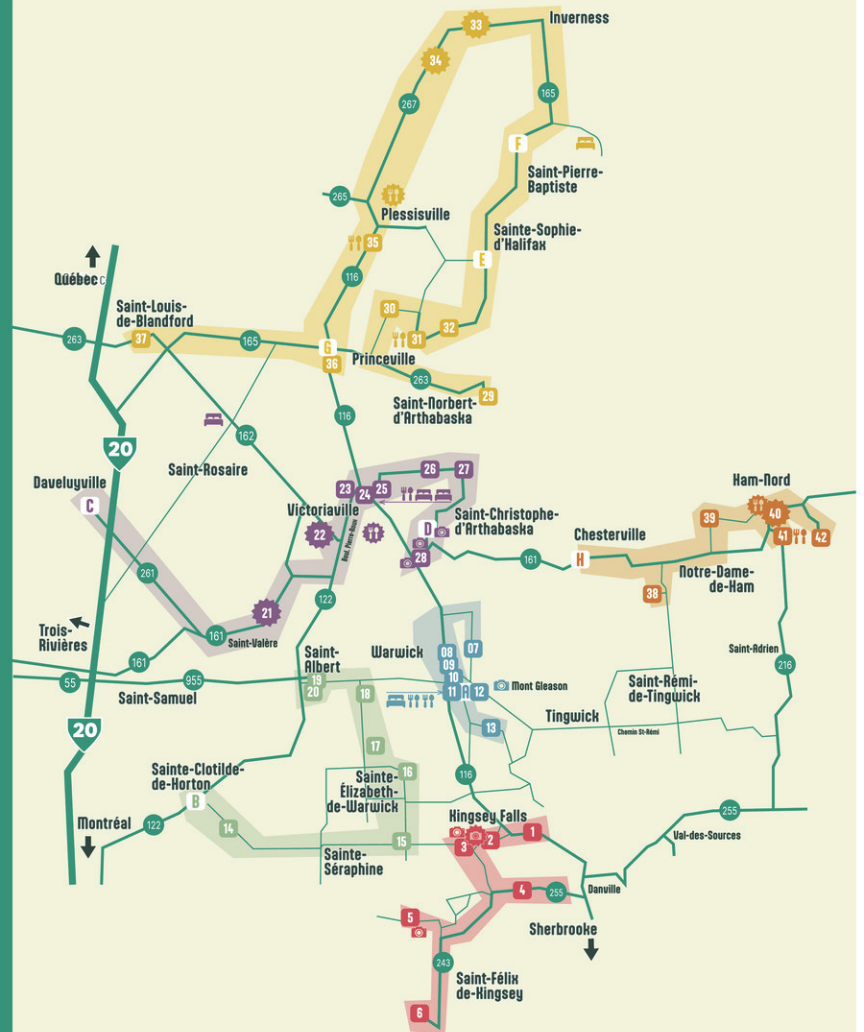 33
Inverness
34
267
165
F
Saint-Pierre-
Baptiste
265
Plessisville
Sainte-Sophie-
d'Halifax
35
E
116
Québec
Saint-Louis-
de-Blandford
30
263
37
165
G
31
32
36
Princeville
263
29
Saint-Norbert-
d'Arthabaska
116
162
20
Saint-Rosaire
Daveluyville
C
23
24
25
26
27
Victoriaville
22
Boul. Pierre-Roux
Saint-Christophe-
d'Arthabaska
D
28
Ham-Nord
39
40
41
42
Chesterville
161
H
Notre-Dame-
de-Ham
38
261
122
21
161
Saint-Valère
Trois-
Rivières
161
Saint-
Albert
Warwick
08
07
09
10
11
A
12
Mont Gleason
13
Saint-Adrien
216
55
955
Saint-Samuel
19
20
18
Saint-Rémi-
de-Tingwick
Tingwick
Chemin St-Rémi
20
17
Sainte-Clotilde-
de-Horton
B
Sainte-
Élizabeth-
de-Warwick
16
116
Montréal
122
14
15
Sainte-
Séraphine
Kingsey Falls
1
2
3
255
Val-des-Sources
4
255
Danville
5
Sherbrooke
243
Saint-Félix
de-Kingsey
6